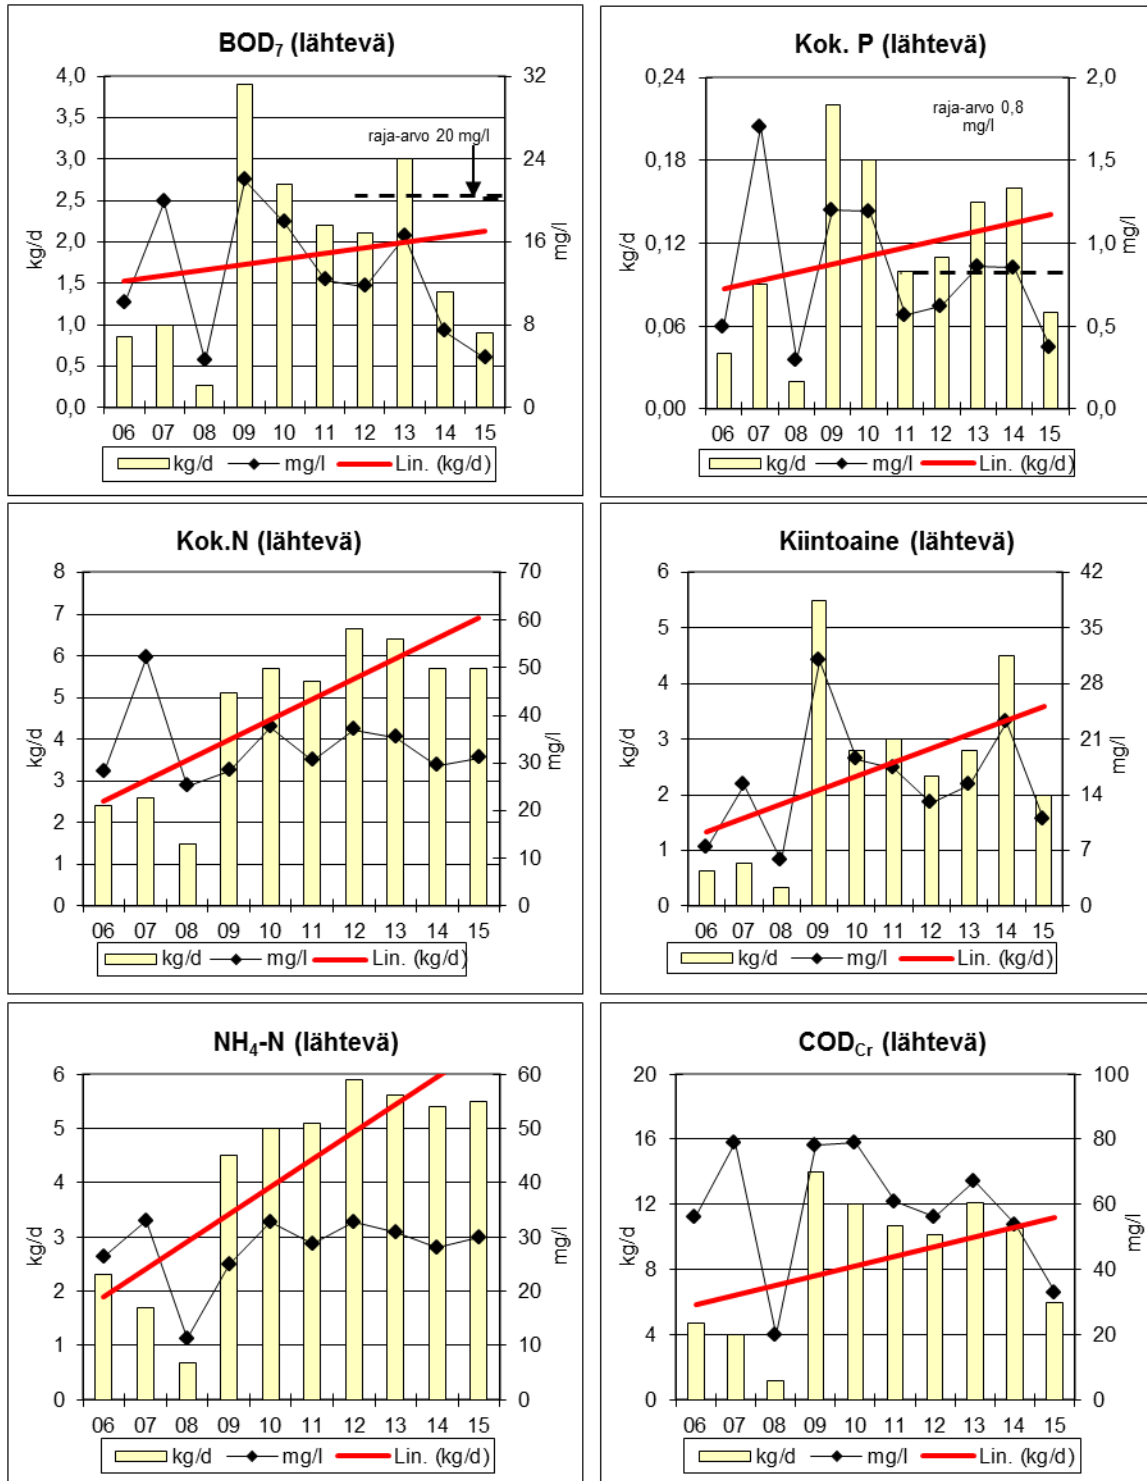 BOD₇ (lähtevä)
4,0
3,5
3,0
2,5
2,0
1,5
1,0
0,5
0,0
kg/d
32
24
16
8
0
mg/l
raja-arvo 20 mg/l
06 07 08 09 10 11 12 13 14 15
kg/d mg/l Lin. (kg/d)
Kok. P (lähtevä)
0,24
0,18
0,12
0,06
0,00
kg/d
2,0
1,5
1,0
0,5
0,0
mg/l
raja-arvo 0,8
mg/l
06 07 08 09 10 11 12 13 14 15
kg/d mg/l Lin. (kg/d)
Kok.N (lähtevä)
8
7
6
5
4
3
2
1
0
kg/d
70
60
50
40
30
20
10
0
mg/l
06 07 08 09 10 11 12 13 14 15
kg/d mg/l Lin. (kg/d)
Kiintoaine (lähtevä)
6
5
4
3
2
1
0
kg/d
42
35
28
21
14
7
0
mg/l
06 07 08 09 10 11 12 13 14 15
kg/d mg/l Lin. (kg/d)
NH₄-N (lähtevä)
6
5
4
3
2
1
0
kg/d
60
50
40
30
20
10
0
mg/l
06 07 08 09 10 11 12 13 14 15
kg/d mg/l Lin. (kg/d)
COD_Cr (lähtevä)
20
16
12
8
4
0
kg/d
100
80
60
40
20
0
mg/l
06 07 08 09 10 11 12 13 14 15
kg/d mg/l Lin. (kg/d)